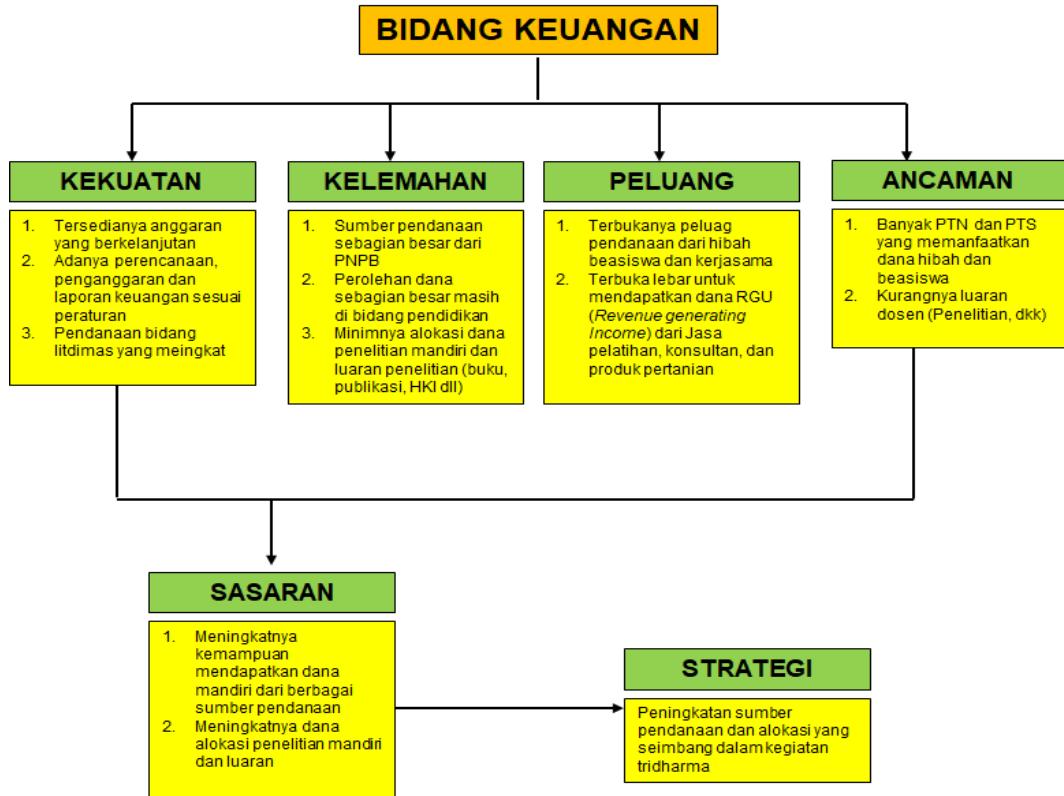 BIDANG KEUANGAN
KEKUATAN
1. Tersedianya anggaran
yang berkelanjutan
2. Adanya perencanaan,
penganggaran dan
laporan keuangan sesuai
peraturan
3. Pendanaan bidang
litdimas yang meingkat
KELEMAHAN
1. Sumber pendanaan
sebagian besar dari
PNPB
2. Perolehan dana
sebagian besar masih
di bidang pendidikan
3. Minimnya alokasi dana
penelitian mandiri dan
luaran penelitian (buku,
publikasi, HKI dll)
PELUANG
1. Terbukanya peluag
pendanaan dari hibah
beasiswa dan kerjasama
2. Terbuka lebar untuk
mendapatkan dana RGU
(Revenue generating
Income) dari Jasa
pelatihan, konsultan, dan
produk pertanian
ANCAMAN
1. Banyak PTN dan PTS
yang memanfaatkan
dana hibah dan
beasiswa
2. Kurangnya luaran
dosen (Penelitian, dkk)
SASARAN
1. Meningkatnya
kemampuan
mendapatkan dana
mandiri dari berbagai
sumber pendanaan
2. Meningkatnya dana
alokasi penelitian mandiri
dan luaran
STRATEGI
Peningkatan sumber
pendanaan dan alokasi yang
seimbang dalam kegiatan
tridharma